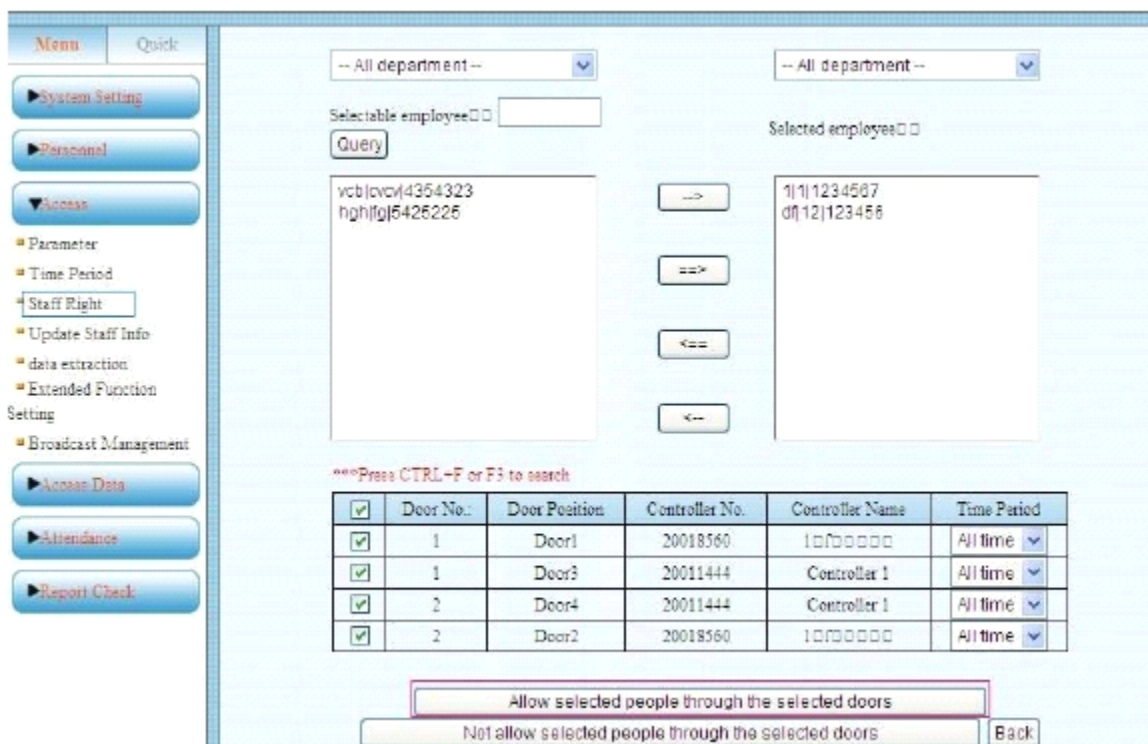 Menu Quick
►System Setting
►Personnel
▼Access
Parameter
Time Period
Staff Right
Update Staff Info
data extraction
Extended Function
Setting
Broadcast Management
►Access Data
►Attendance
►Report Check
-- All department --
-- All department --
Selectable employee□□
Query
Selected employee□□
vcb|cvcv|4354323
hgh|fg|5425225
-->
==>
<==
<--
1|1|1234567
df|12|123456
***Press CTRL+F or F3 to search
Door No.: Door Position Controller No. Controller Name Time Period
1 Door1 20018560 All time
1 Door3 20011444 Controller 1 All time
2 Door4 20011444 Controller 1 All time
2 Door2 20018560 All time
Allow selected people through the selected doors
Not allow selected people through the selected doors Back